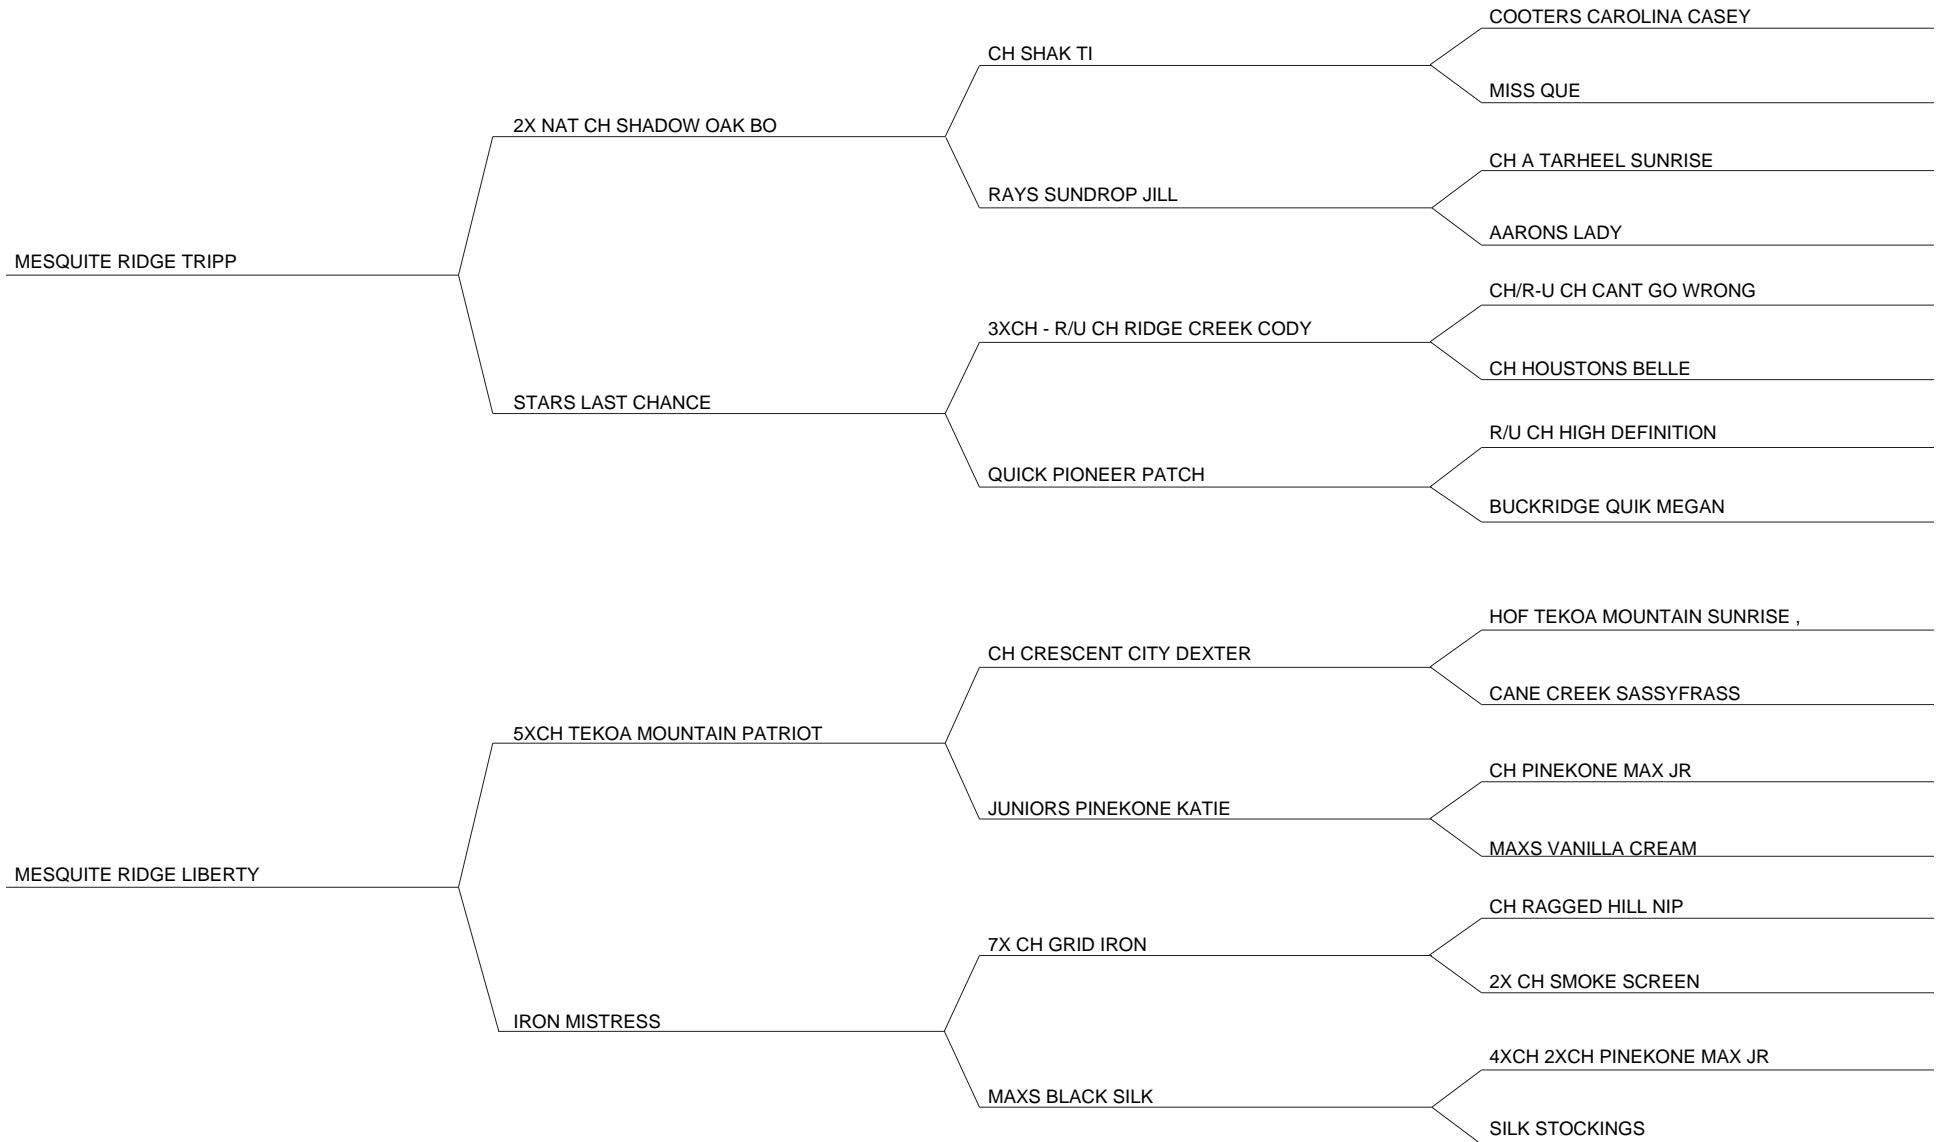 COOTERS CAROLINA CASEY
CH SHAK TI
MISS QUE
2X NAT CH SHADOW OAK BO
CH A TARHEEL SUNRISE
RAYS SUNDROP JILL
AARONS LADY
MESQUITE RIDGE TRIPP
CH/R-U CH CANT GO WRONG
3XCH - R/U CH RIDGE CREEK CODY
CH HOUSTONS BELLE
STARS LAST CHANCE
R/U CH HIGH DEFINITION
QUICK PIONEER PATCH
BUCKRIDGE QUIK MEGAN
HOF TEKOA MOUNTAIN SUNRISE ,
CH CRESCENT CITY DEXTER
CANE CREEK SASSYFRASS
5XCH TEKOA MOUNTAIN PATRIOT
CH PINEKONE MAX JR
JUNIORS PINEKONE KATIE
MAXS VANILLA CREAM
MESQUITE RIDGE LIBERTY
CH RAGGED HILL NIP
7X CH GRID IRON
2X CH SMOKE SCREEN
IRON MISTRESS
4XCH 2XCH PINEKONE MAX JR
MAXS BLACK SILK
SILK STOCKINGS